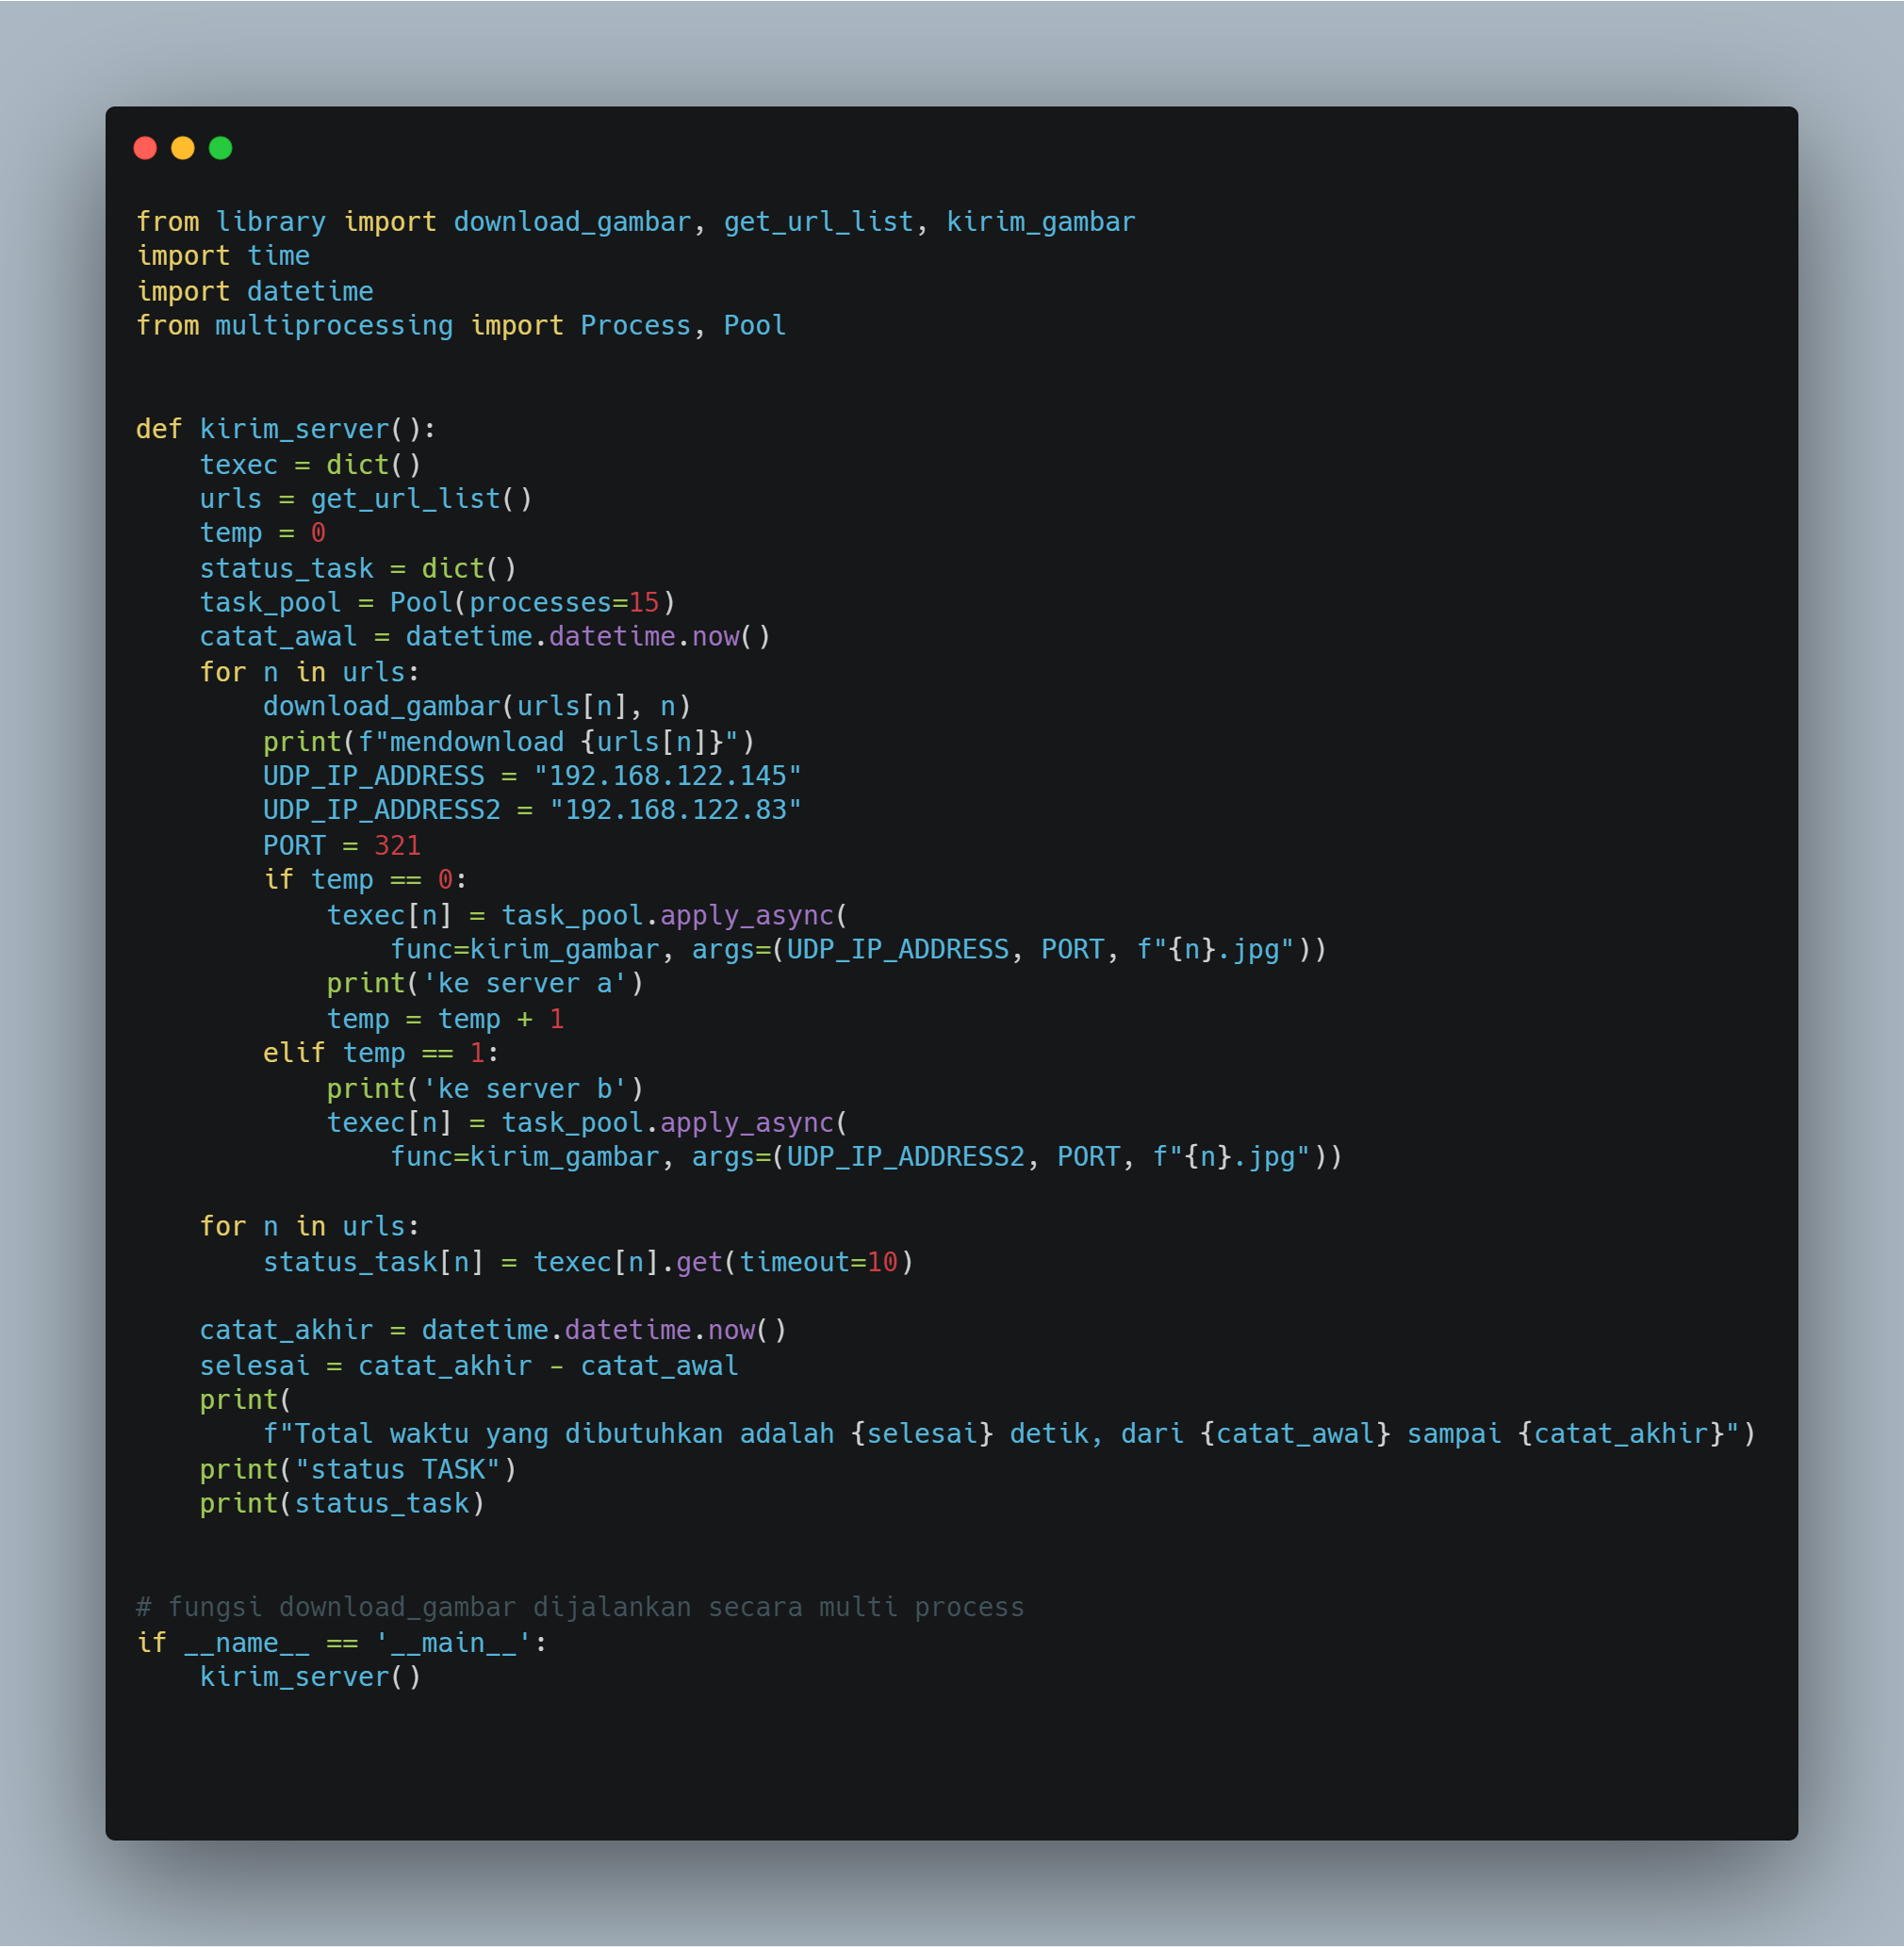 from library import download_gambar, get_url_list, kirim_gambar
import time
import datetime
from multiprocessing import Process, Pool
def kirim_server():
    texec = dict()
    urls = get_url_list()
    temp = 0
    status_task = dict()
    task_pool = Pool(processes=15)
    catat_awal = datetime.datetime.now()
    for n in urls:
        download_gambar(urls[n], n)
        print(f"mendownload {urls[n]}")
        UDP_IP_ADDRESS = "192.168.122.145"
        UDP_IP_ADDRESS2 = "192.168.122.83"
        PORT = 321
        if temp == 0:
            texec[n] = task_pool.apply_async(
                func=kirim_gambar, args=(UDP_IP_ADDRESS, PORT, f"{n}.jpg"))
            print('ke server a')
            temp = temp + 1
        elif temp == 1:
            print('ke server b')
            texec[n] = task_pool.apply_async(
                func=kirim_gambar, args=(UDP_IP_ADDRESS2, PORT, f"{n}.jpg"))
    for n in urls:
        status_task[n] = texec[n].get(timeout=10)
    catat_akhir = datetime.datetime.now()
    selesai = catat_akhir - catat_awal
    print(
        f"Total waktu yang dibutuhkan adalah {selesai} detik, dari {catat_awal} sampai {catat_akhir}")
    print("status TASK")
    print(status_task)
# fungsi download_gambar dijalankan secara multi process
if __name__ == '__main__':
    kirim_server()